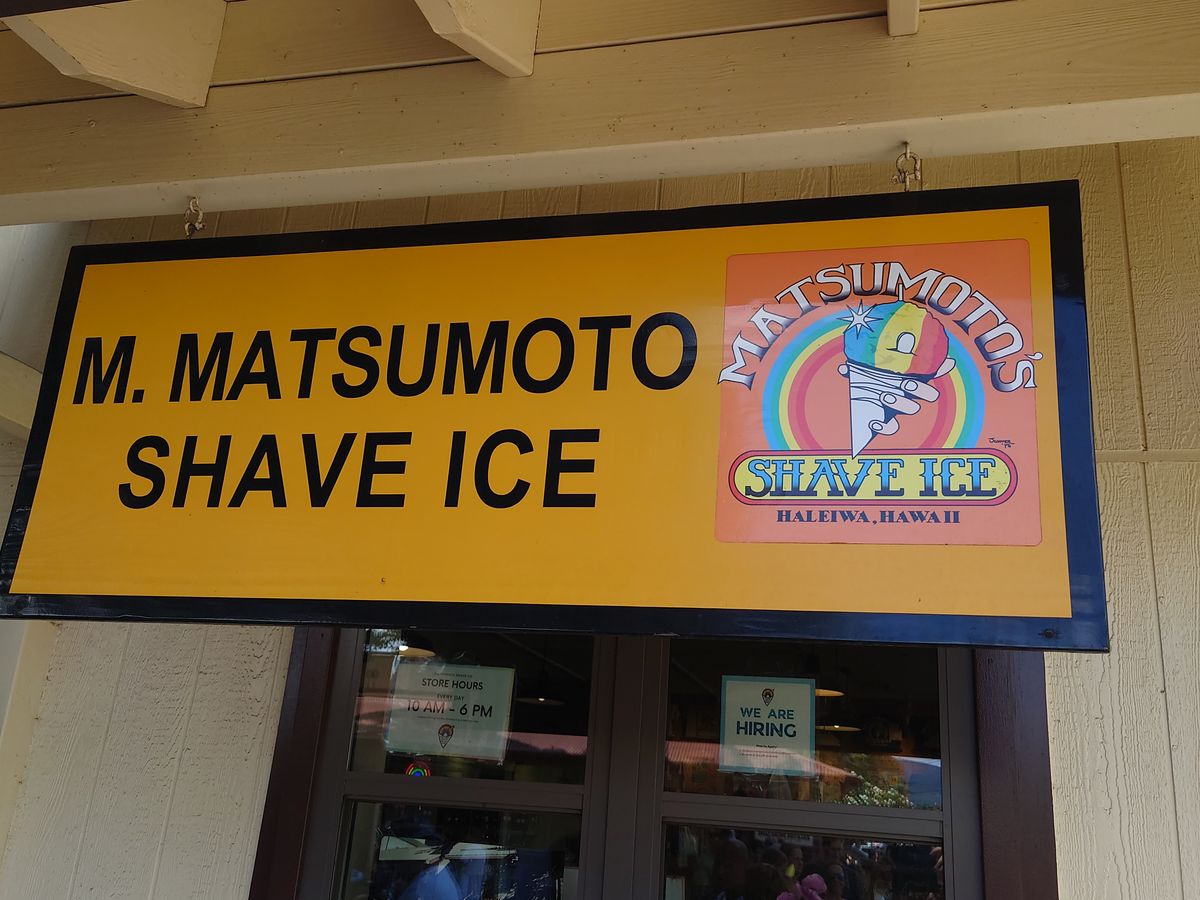 M. MATSUMOTO
SHAVE ICE
MATSUMOTO'S
SHAVE ICE
HALEIWA, HAWAII
STORE HOURS
EVERY DAY
10 AM - 6 PM
WE ARE
HIRING